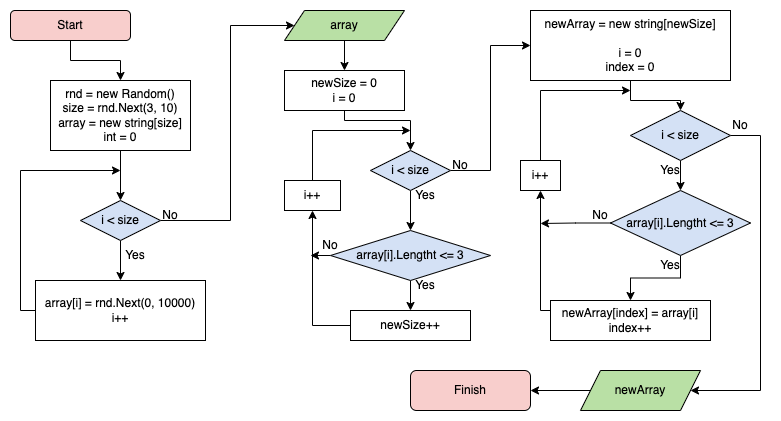 Start
rnd = new Random()
size = rnd.Next(3, 10)
array = new string[size]
int = 0
i < size
No
Yes
array[i] = rnd.Next(0, 10000)
i++
array
newSize = 0
i = 0
i < size
No
Yes
i++
array[i].Lengtht <= 3
No
Yes
newSize++
newArray = new string[newSize]
i = 0
index = 0
i < size
No
Yes
i++
array[i].Lengtht <= 3
No
Yes
newArray[index] = array[i]
index++
newArray
Finish